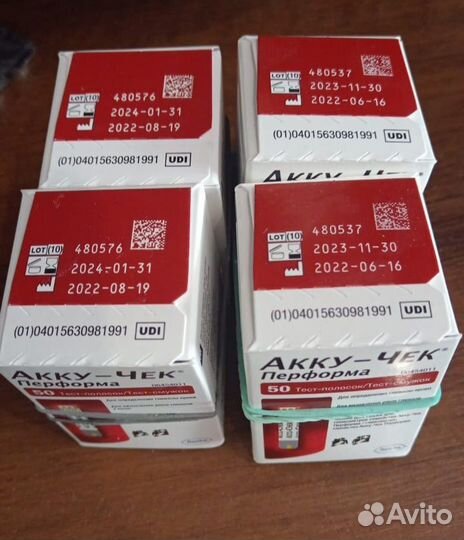 LOT (10) 480576
2024-01-31
2022-08-19
(01)04015630981991 UDI
LOT (10) 480537
2023-11-30
2022-06-16
(01)04015630981991 UDI
АККУ-ЧЕК
LOT (10) 480576
2024-01-31
2022-08-19
(01)04015630981991 UDI
АККУ-ЧЕК®
Перформа
50 Тест-полосок/Тест-смужок
LOT (10) 480537
2023-11-30
2022-06-16
(01)04015630981991 UDI
АККУ-ЧЕК®
Перформа
50 Тест-полосок/Тест-смужок
Avito